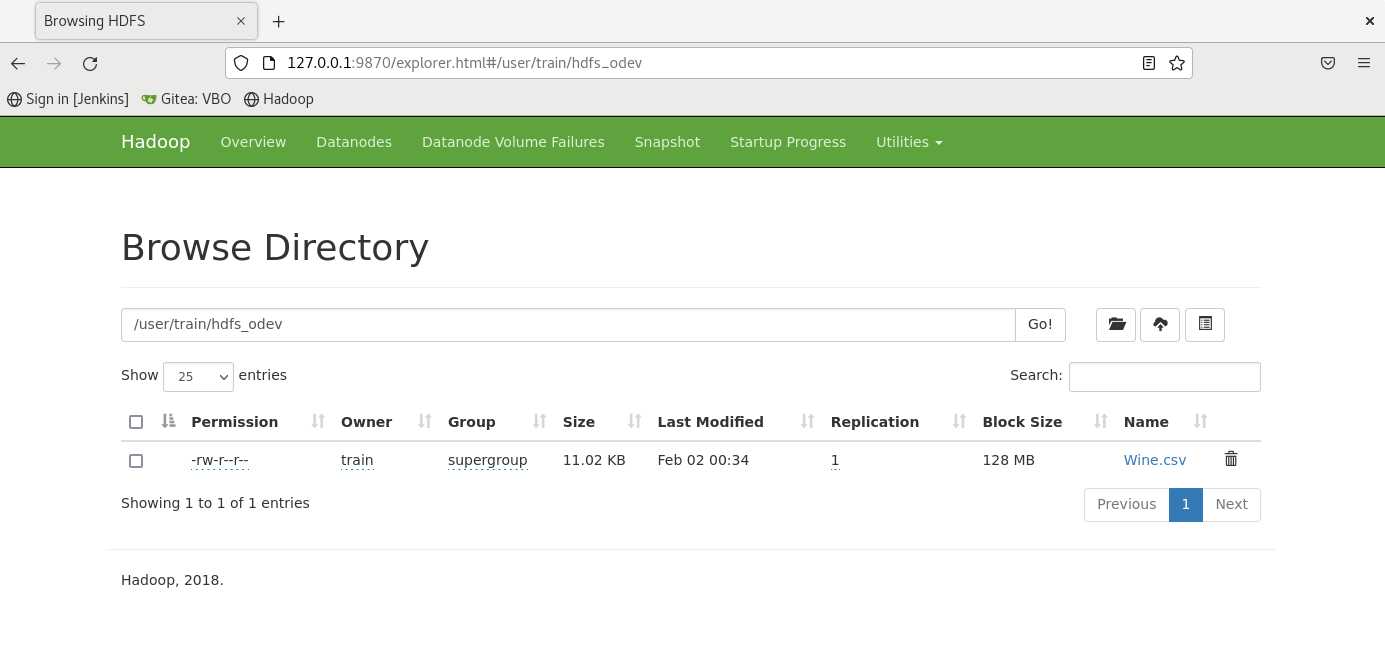 Browsing HDFS
127.0.0.1:9870/explorer.html#/user/train/hdfs_odev
Sign in [Jenkins] Gitea: VBO Hadoop
Hadoop Overview Datanodes Datanode Volume Failures Snapshot Startup Progress Utilities
Browse Directory
/user/train/hdfs_odev Go!
Show 25 entries Search:
Permission Owner Group Size Last Modified Replication Block Size Name
-rw-r--r-- train supergroup 11.02 KB Feb 02 00:34 1 128 MB Wine.csv
Showing 1 to 1 of 1 entries Previous 1 Next
Hadoop, 2018.